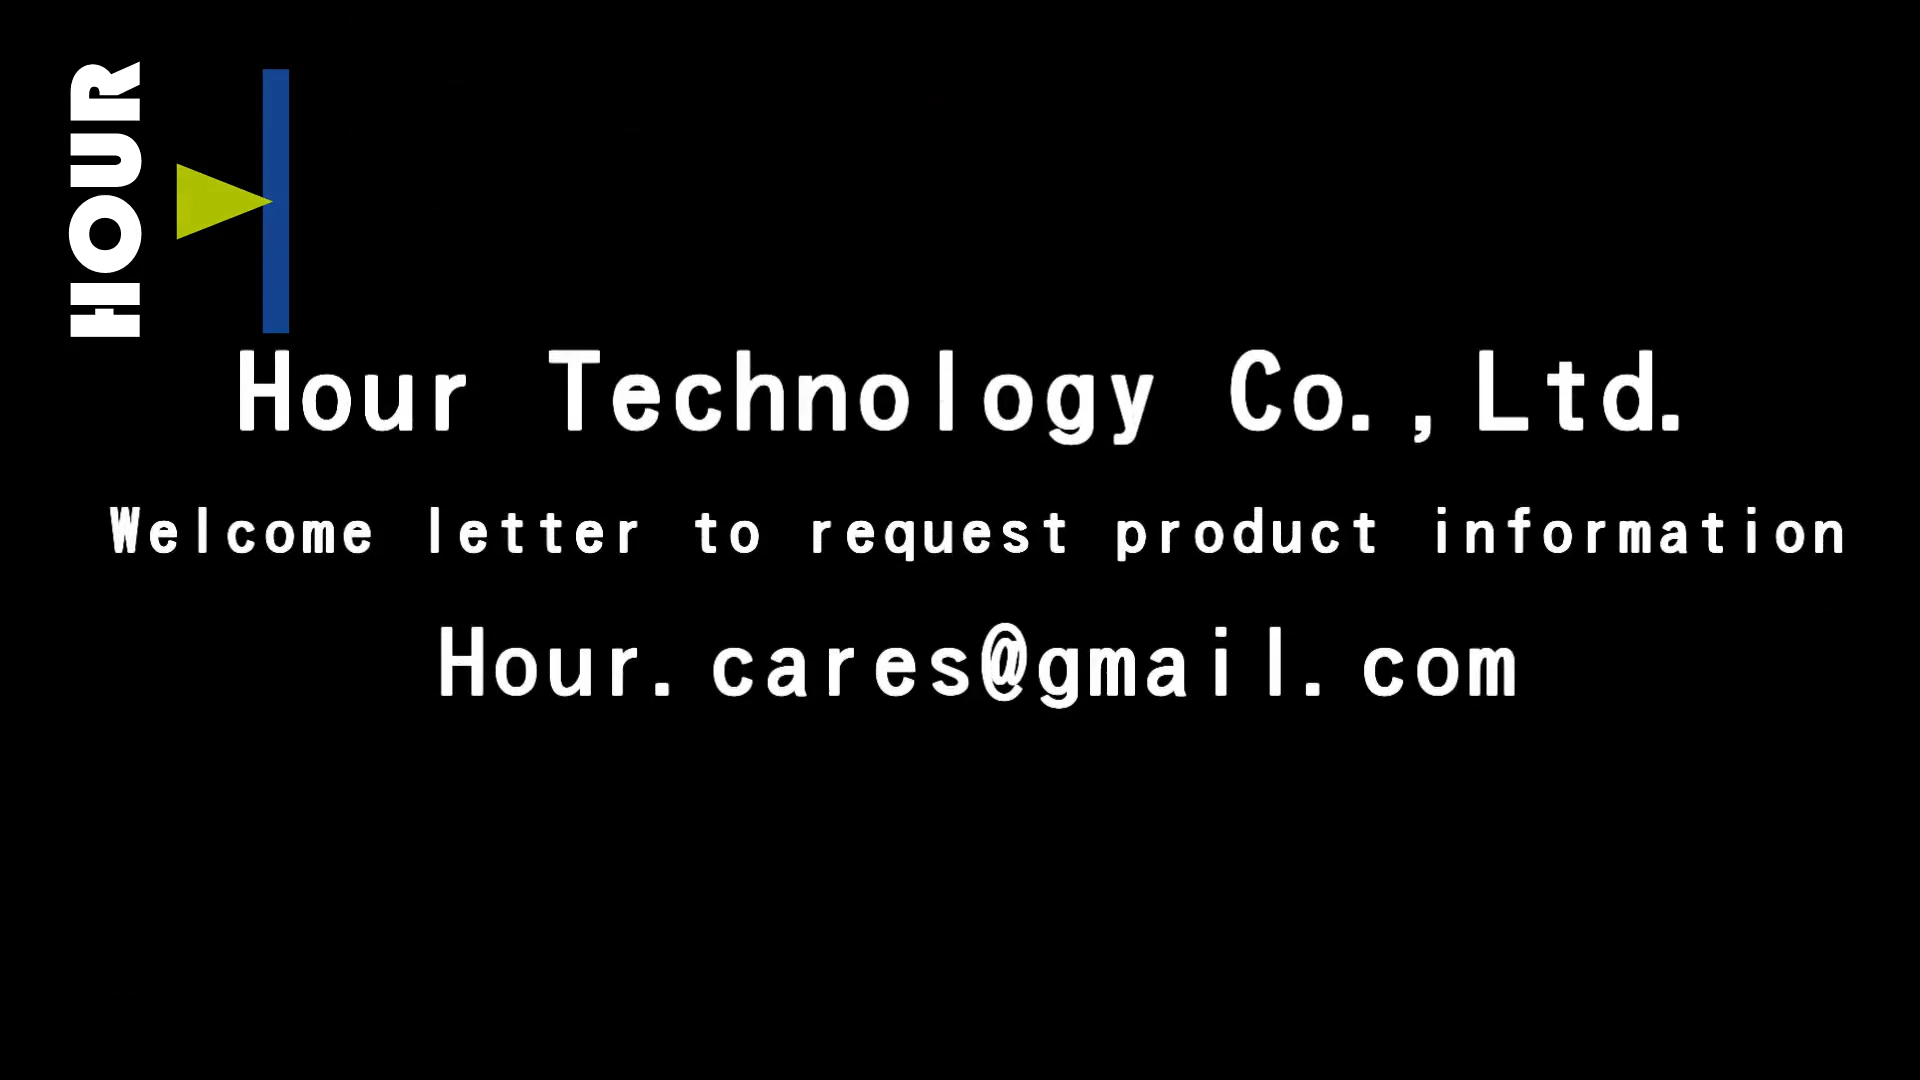 HOUR
Hour Technology Co.,Ltd.
Welcome letter to request product information
Hour.cares@gmail.com